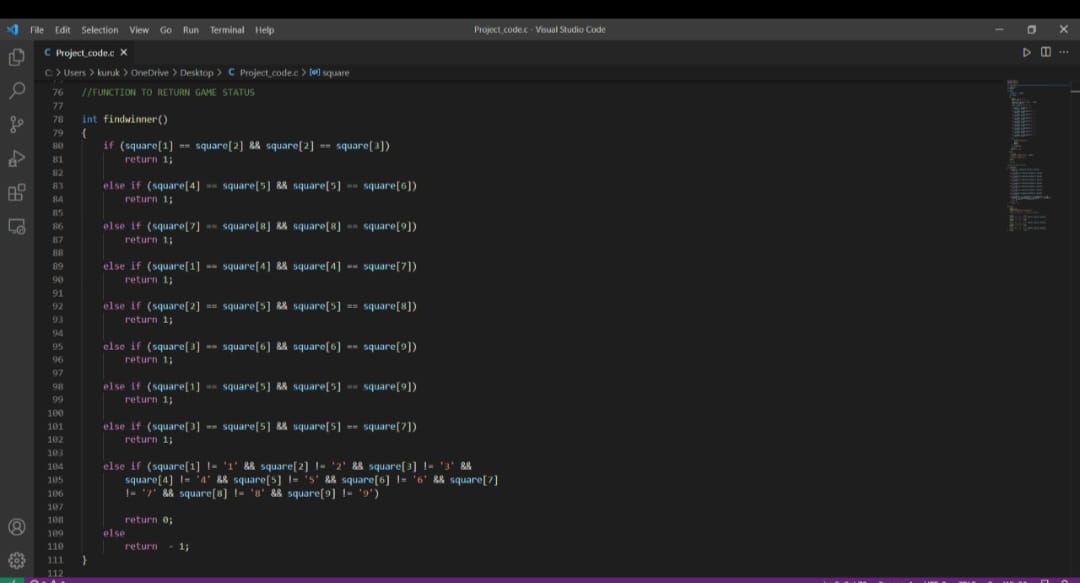 File Edit Selection View Go Run Terminal Help
Project_code.c - Visual Studio Code
C Project_code.c ×
C: > Users > kuruk > OneDrive > Desktop > C Project_code.c > square
76 //FUNCTION TO RETURN GAME STATUS
77
78 int findwinner()
79 {
80 if (square[1] == square[2] && square[2] == square[3])
81 return 1;
82
83 else if (square[4] == square[5] && square[5] == square[6])
84 return 1;
85
86 else if (square[7] == square[8] && square[8] == square[9])
87 return 1;
88
89 else if (square[1] == square[4] && square[4] == square[7])
90 return 1;
91
92 else if (square[2] == square[5] && square[5] == square[8])
93 return 1;
94
95 else if (square[3] == square[6] && square[6] == square[9])
96 return 1;
97
98 else if (square[1] == square[5] && square[5] == square[9])
99 return 1;
100
101 else if (square[3] == square[5] && square[5] == square[7])
102 return 1;
103
104 else if (square[1] != '1' && square[2] != '2' && square[3] != '3' &&
105 square[4] != '4' && square[5] != '5' && square[6] != '6' && square[7]
106 != '7' && square[8] != '8' && square[9] != '9')
107
108 return 0;
109 else
110 return - 1;
111 }
112